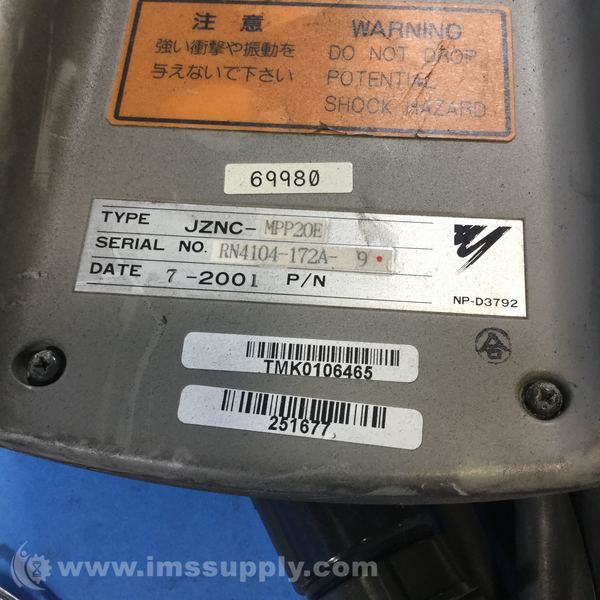 注意
強い衝撃や振動を
与えないで下さい
WARNING
DO NOT DROP
POTENTIAL
SHOCK HAZARD
69980
TYPE JZNC-MPP20E
SERIAL NO. RN4104-172A- 9
DATE 7-2001 P/N
NP-D3792
TMK0106465
合
251677
www.imssupply.com